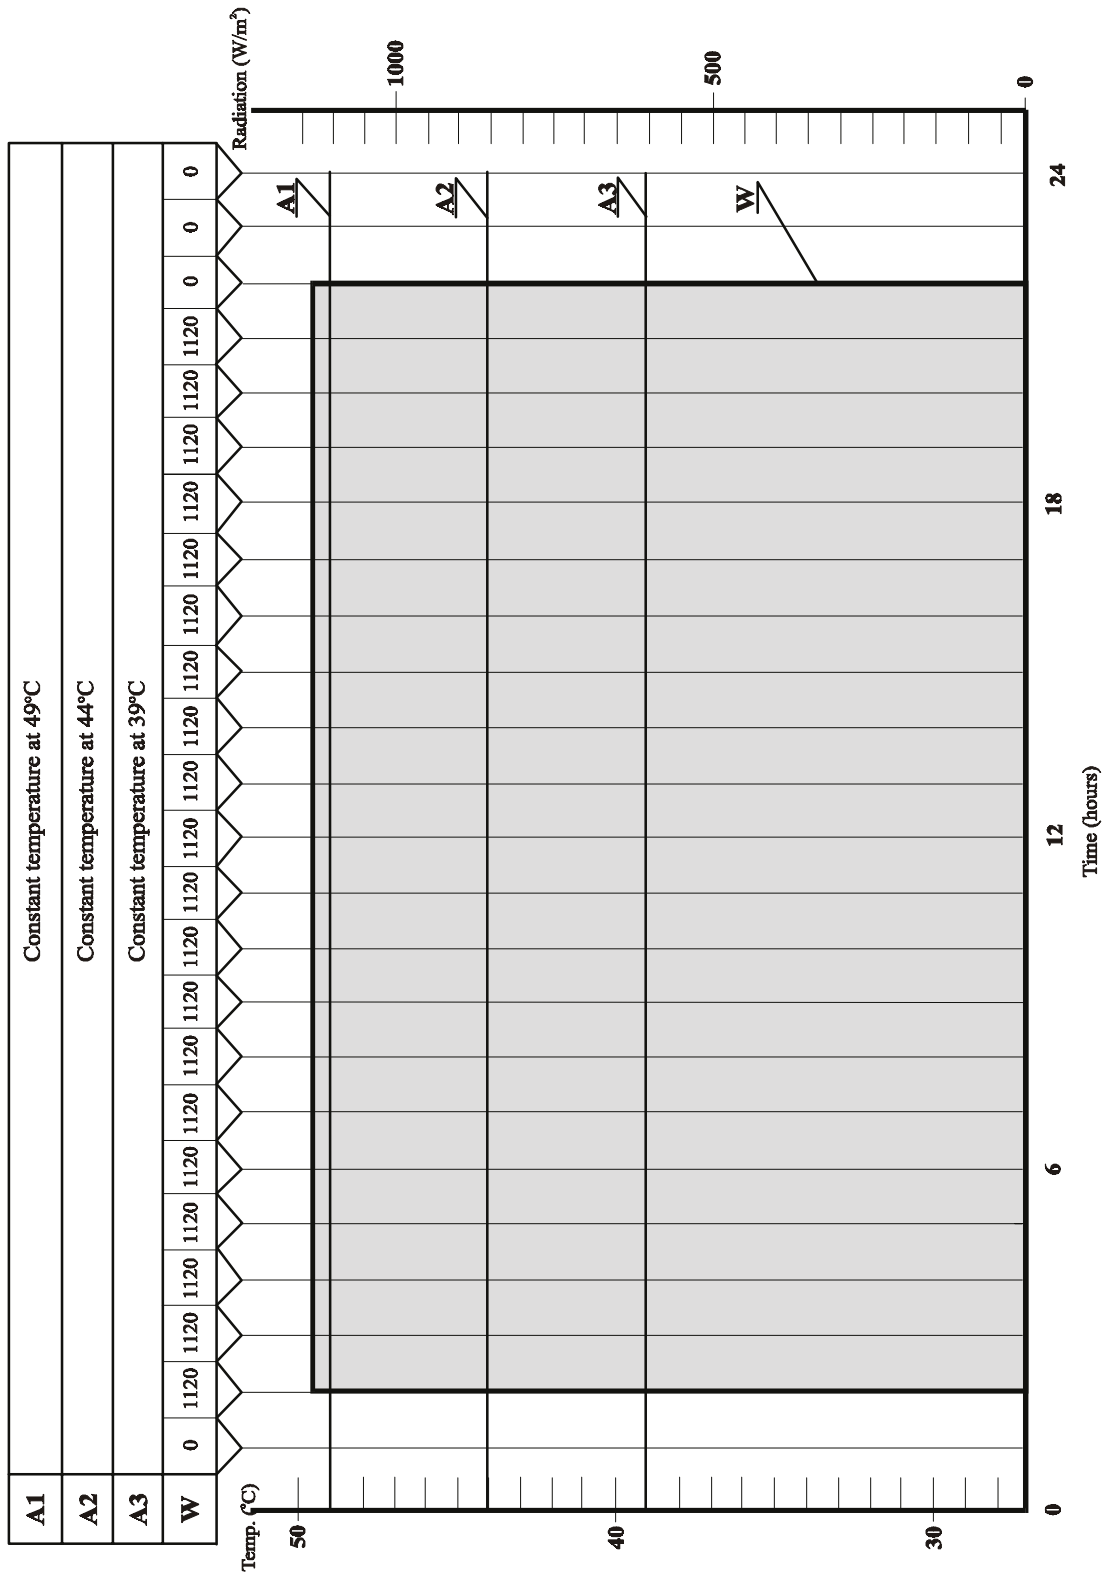 A1 Constant temperature at 49°C
A2 Constant temperature at 44°C
A3 Constant temperature at 39°C
W 0 1120 1120 1120 1120 1120 1120 1120 1120 1120 1120 1120 1120 1120 1120 1120 1120 1120 1120 1120 1120 0 0 0
Temp. (°C) Radiation (W/m²)
50
A1
1000
A2
40
A3
500
W
30
0
0 6 12 18 24
Time (hours)